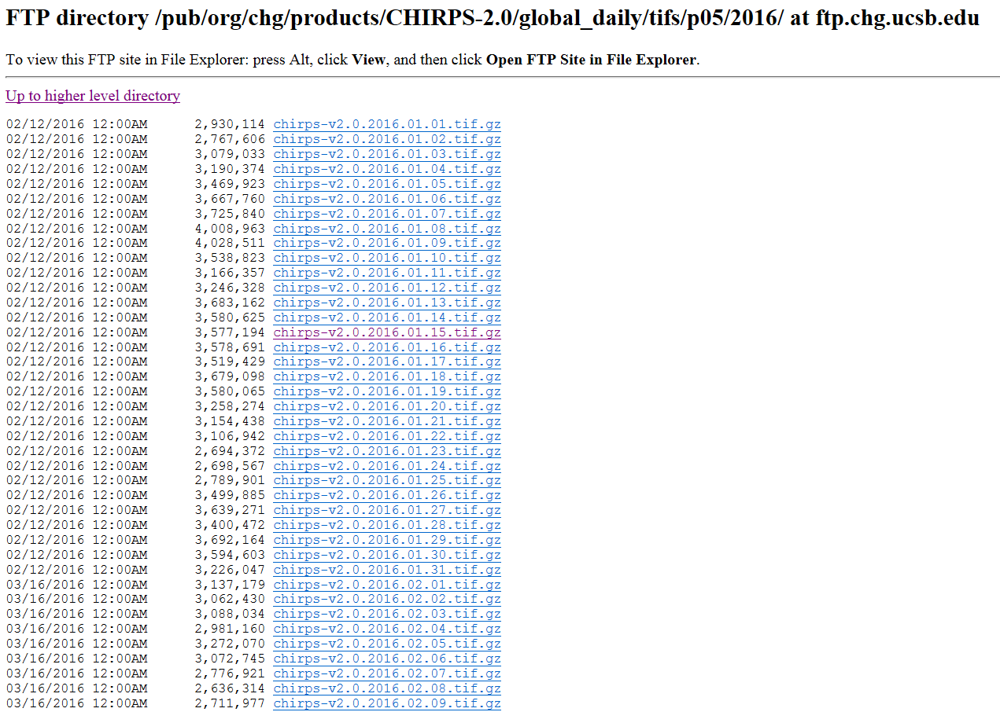 FTP directory /pub/org/chg/products/CHIRPS-2.0/global_daily/tifs/p05/2016/ at ftp.chg.ucsb.edu
To view this FTP site in File Explorer: press Alt, click View, and then click Open FTP Site in File Explorer.
Up to higher level directory
02/12/2016 12:00AM 2,930,114 chirps-v2.0.2016.01.01.tif.gz
02/12/2016 12:00AM 2,767,606 chirps-v2.0.2016.01.02.tif.gz
02/12/2016 12:00AM 3,079,033 chirps-v2.0.2016.01.03.tif.gz
02/12/2016 12:00AM 3,190,374 chirps-v2.0.2016.01.04.tif.gz
02/12/2016 12:00AM 3,469,923 chirps-v2.0.2016.01.05.tif.gz
02/12/2016 12:00AM 3,667,760 chirps-v2.0.2016.01.06.tif.gz
02/12/2016 12:00AM 3,725,840 chirps-v2.0.2016.01.07.tif.gz
02/12/2016 12:00AM 4,008,963 chirps-v2.0.2016.01.08.tif.gz
02/12/2016 12:00AM 4,028,511 chirps-v2.0.2016.01.09.tif.gz
02/12/2016 12:00AM 3,538,823 chirps-v2.0.2016.01.10.tif.gz
02/12/2016 12:00AM 3,166,357 chirps-v2.0.2016.01.11.tif.gz
02/12/2016 12:00AM 3,246,328 chirps-v2.0.2016.01.12.tif.gz
02/12/2016 12:00AM 3,683,162 chirps-v2.0.2016.01.13.tif.gz
02/12/2016 12:00AM 3,580,625 chirps-v2.0.2016.01.14.tif.gz
02/12/2016 12:00AM 3,577,194 chirps-v2.0.2016.01.15.tif.gz
02/12/2016 12:00AM 3,578,691 chirps-v2.0.2016.01.16.tif.gz
02/12/2016 12:00AM 3,519,429 chirps-v2.0.2016.01.17.tif.gz
02/12/2016 12:00AM 3,679,098 chirps-v2.0.2016.01.18.tif.gz
02/12/2016 12:00AM 3,580,065 chirps-v2.0.2016.01.19.tif.gz
02/12/2016 12:00AM 3,258,274 chirps-v2.0.2016.01.20.tif.gz
02/12/2016 12:00AM 3,154,438 chirps-v2.0.2016.01.21.tif.gz
02/12/2016 12:00AM 3,106,942 chirps-v2.0.2016.01.22.tif.gz
02/12/2016 12:00AM 2,694,372 chirps-v2.0.2016.01.23.tif.gz
02/12/2016 12:00AM 2,698,567 chirps-v2.0.2016.01.24.tif.gz
02/12/2016 12:00AM 2,789,901 chirps-v2.0.2016.01.25.tif.gz
02/12/2016 12:00AM 3,499,885 chirps-v2.0.2016.01.26.tif.gz
02/12/2016 12:00AM 3,639,271 chirps-v2.0.2016.01.27.tif.gz
02/12/2016 12:00AM 3,400,472 chirps-v2.0.2016.01.28.tif.gz
02/12/2016 12:00AM 3,692,164 chirps-v2.0.2016.01.29.tif.gz
02/12/2016 12:00AM 3,594,603 chirps-v2.0.2016.01.30.tif.gz
02/12/2016 12:00AM 3,226,047 chirps-v2.0.2016.01.31.tif.gz
03/16/2016 12:00AM 3,137,179 chirps-v2.0.2016.02.01.tif.gz
03/16/2016 12:00AM 3,062,430 chirps-v2.0.2016.02.02.tif.gz
03/16/2016 12:00AM 3,088,034 chirps-v2.0.2016.02.03.tif.gz
03/16/2016 12:00AM 2,981,160 chirps-v2.0.2016.02.04.tif.gz
03/16/2016 12:00AM 3,272,070 chirps-v2.0.2016.02.05.tif.gz
03/16/2016 12:00AM 3,072,745 chirps-v2.0.2016.02.06.tif.gz
03/16/2016 12:00AM 2,776,921 chirps-v2.0.2016.02.07.tif.gz
03/16/2016 12:00AM 2,636,314 chirps-v2.0.2016.02.08.tif.gz
03/16/2016 12:00AM 2,711,977 chirps-v2.0.2016.02.09.tif.gz